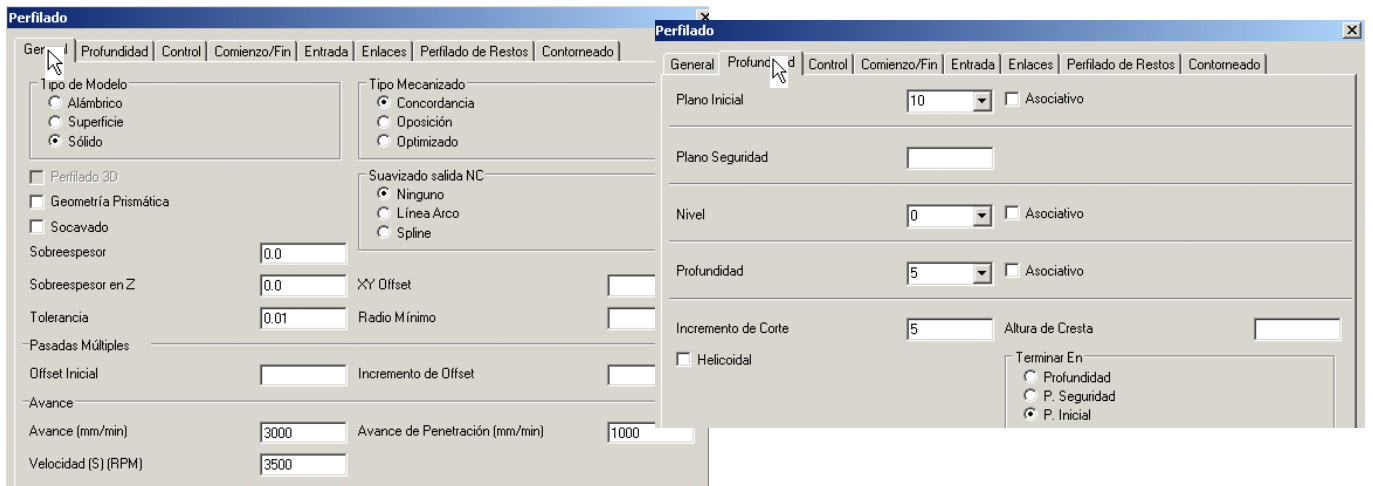 Perfilado
General Profundidad Control Comienzo/Fin Entrada Enlaces Perfilado de Restos Contorneado
Tipo de Modelo
Alámbrico
Superficie
Sólido
Tipo Mecanizado
Concordancia
Oposición
Optimizado
Perfilado 3D
Geometría Prismática
Socavado
Suavizado salida NC
Ninguno
Línea Arco
Spline
Sobreespesor 0.0
Sobreespesor en Z 0.0 XY Offset
Tolerancia 0.01 Radio Mínimo
Pasadas Múltiples
Offset Inicial Incremento de Offset
Avance
Avance (mm/min) 3000 Avance de Penetración (mm/min) 1000
Velocidad (S) (RPM) 3500
Perfilado
General Profundidad Control Comienzo/Fin Entrada Enlaces Perfilado de Restos Contorneado
Plano Inicial 10 Asociativo
Plano Seguridad
Nivel 0 Asociativo
Profundidad 5 Asociativo
Incremento de Corte 5 Altura de Cresta
Helicoidal
Terminar En
Profundidad
P. Seguridad
P. Inicial